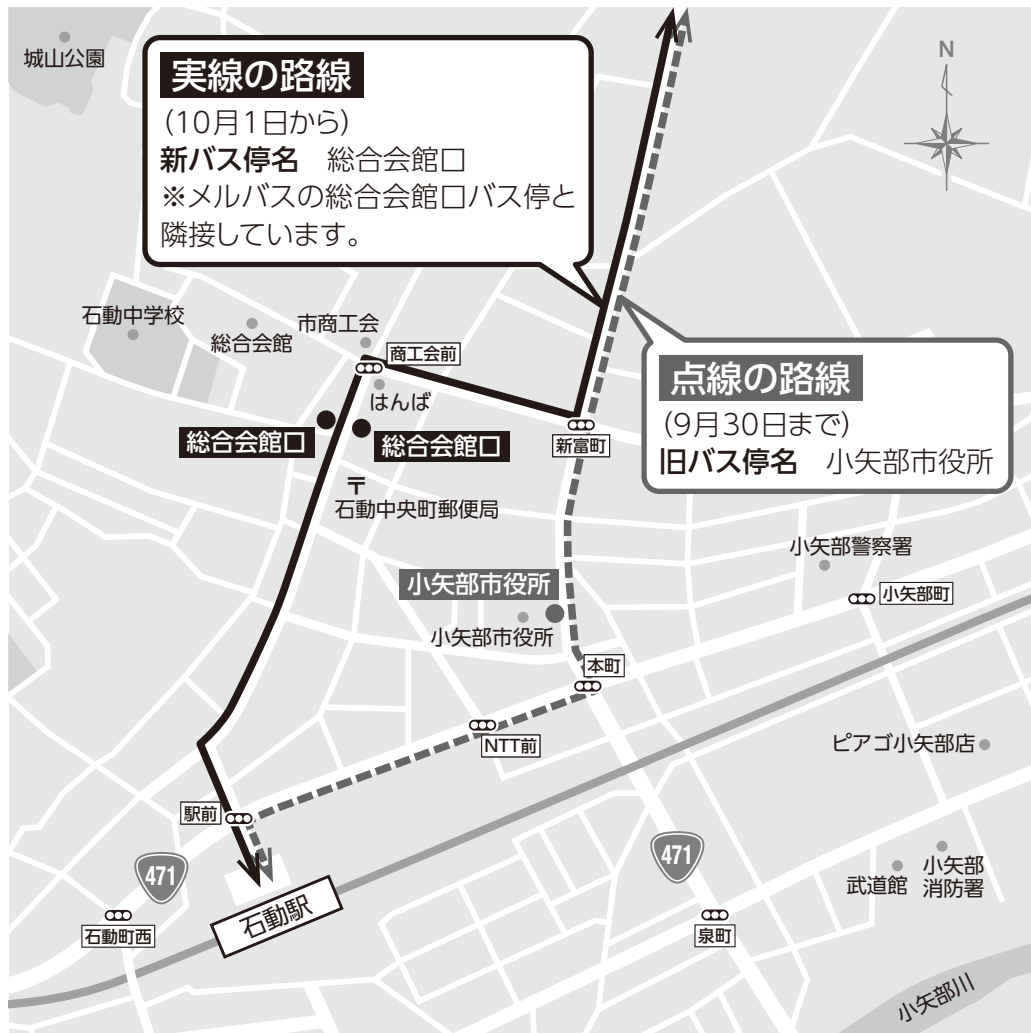 城山公園
実線の路線
（10月1日から）
新バス停名　総合会館口
※メルバスの総合会館口バス停と
隣接しています。
N
石動中学校
総合会館
市商工会
商工会前
はんば
総合会館口
総合会館口
〒
石動中央町郵便局
新富町
点線の路線
（9月30日まで）
旧バス停名　小矢部市役所
小矢部警察署
小矢部町
小矢部市役所
小矢部市役所
本町
NTT前
ピアゴ小矢部店
駅前
471
471
石動駅
石動町西
泉町
武道館
小矢部
消防署
小矢部川